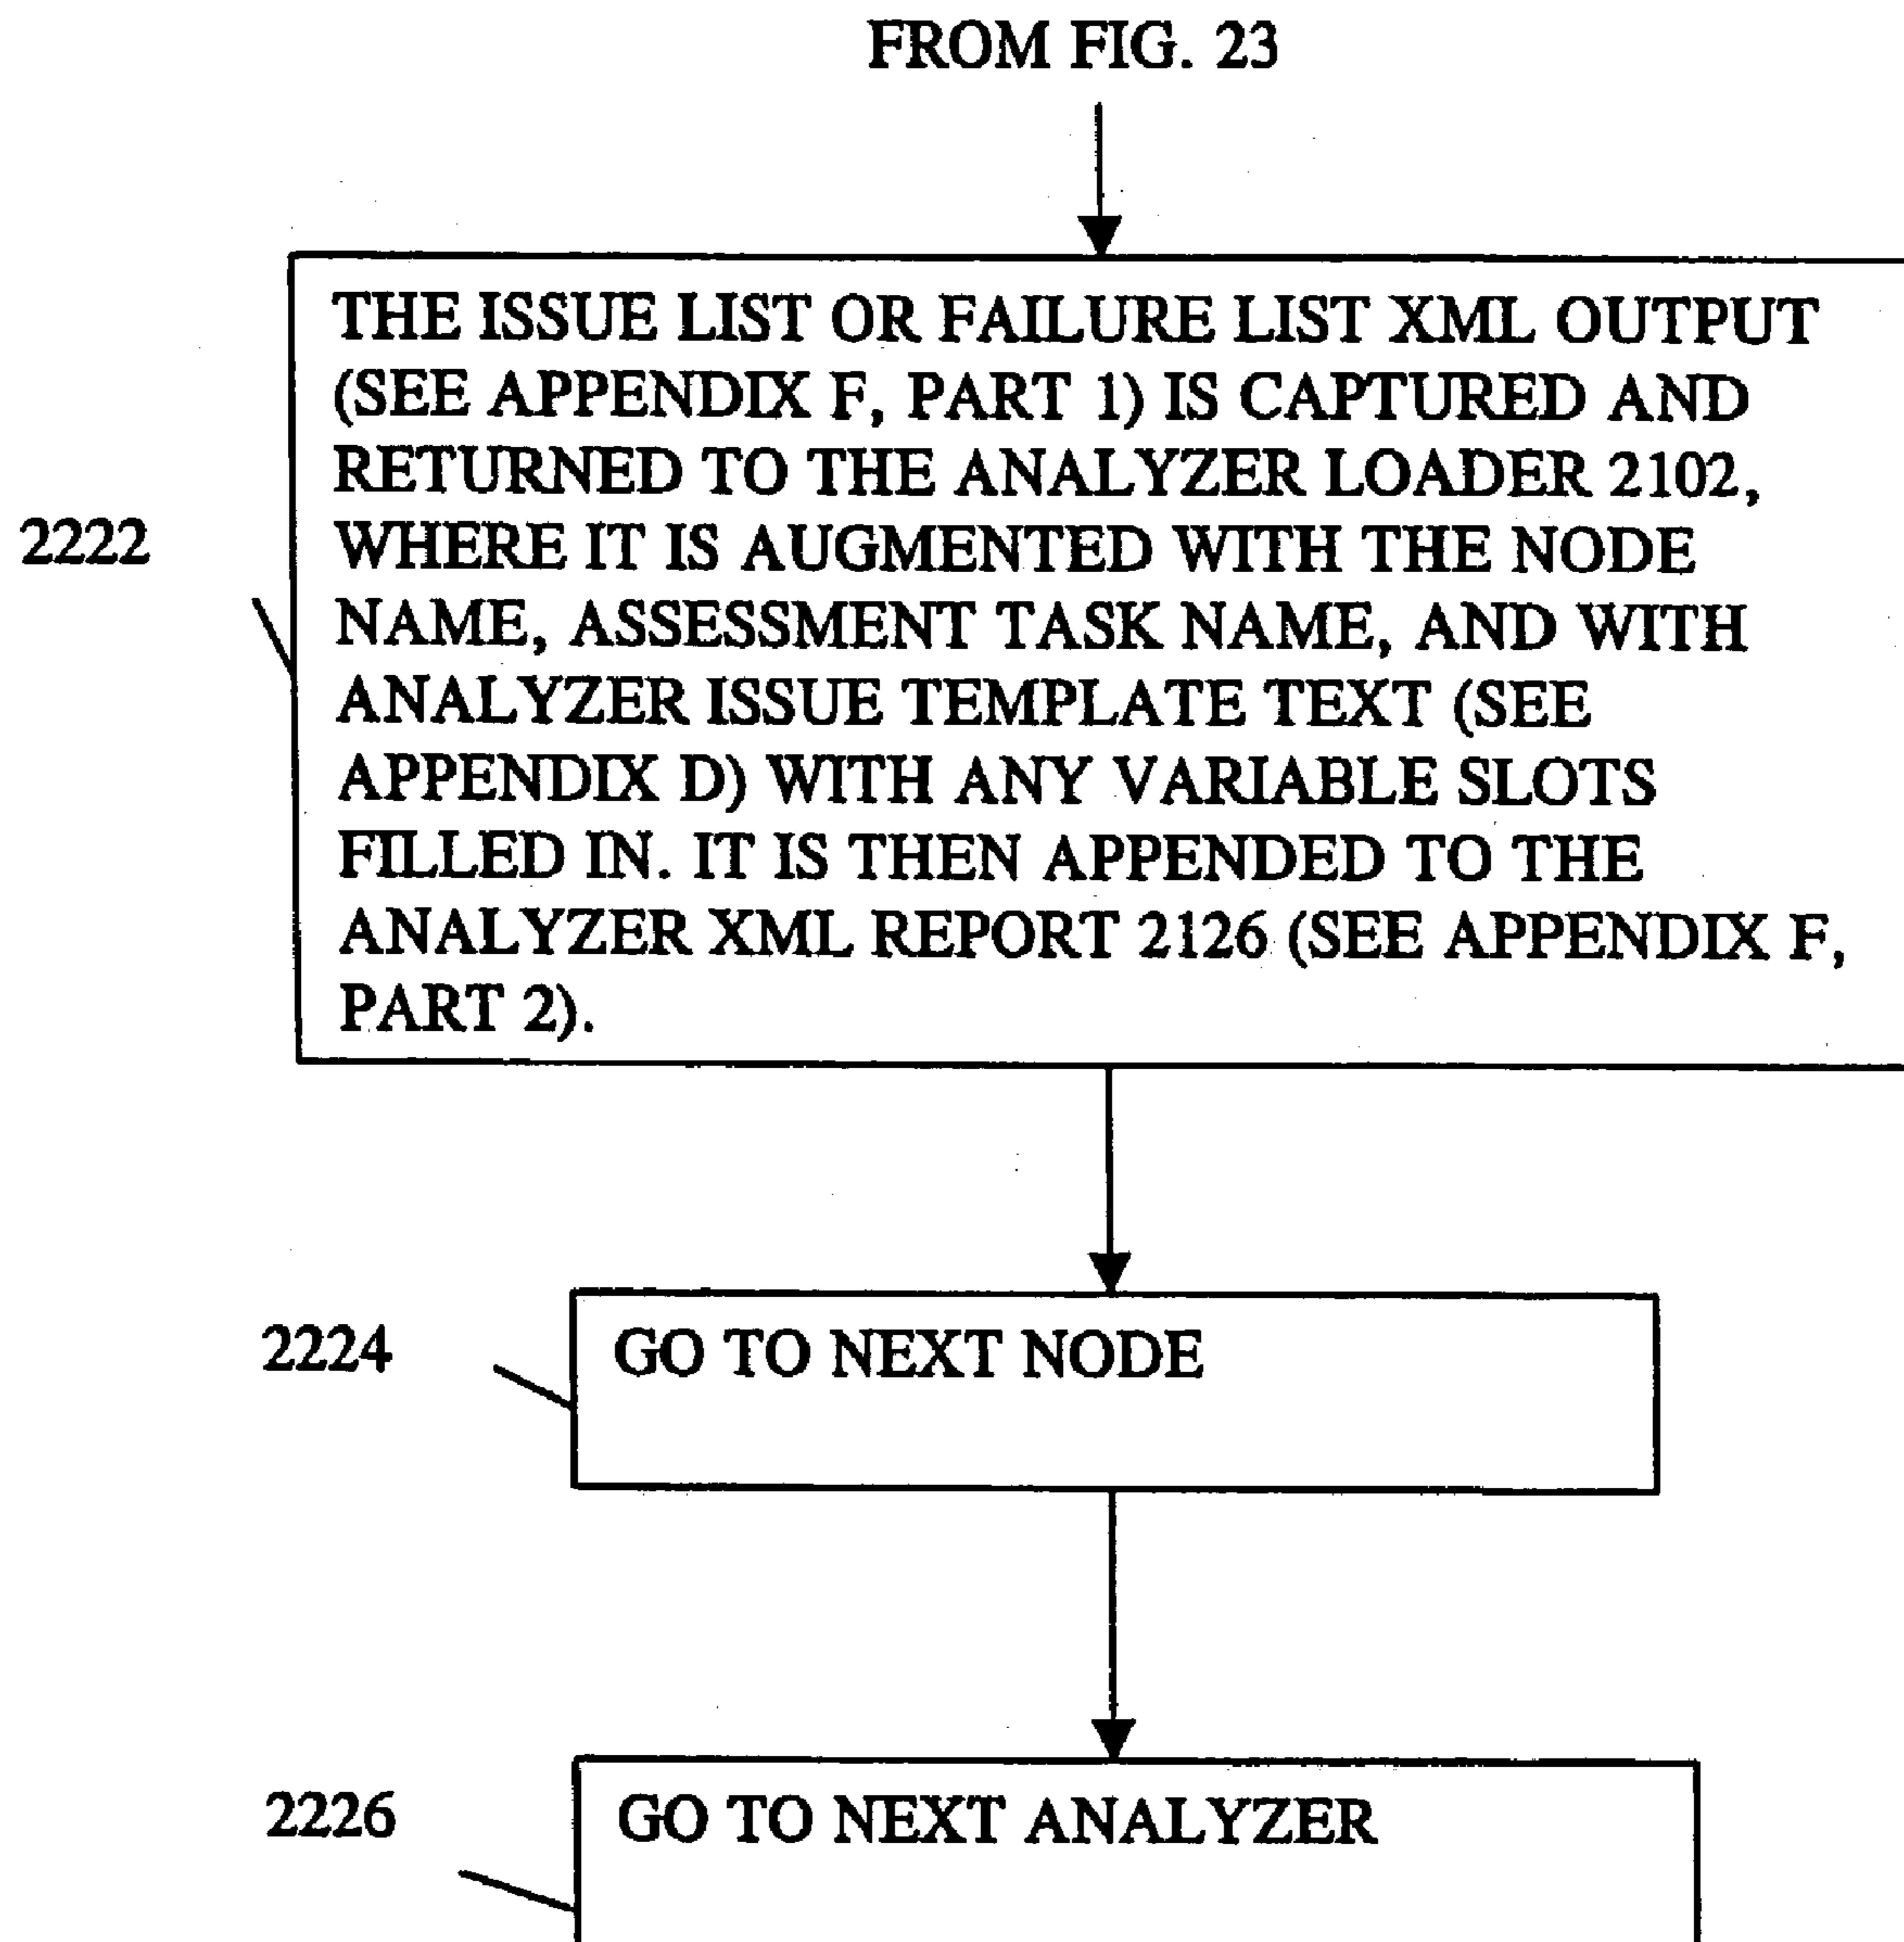 FROM FIG. 23
THE ISSUE LIST OR FAILURE LIST XML OUTPUT
(SEE APPENDIX F, PART 1) IS CAPTURED AND
RETURNED TO THE ANALYZER LOADER 2102,
2222
WHERE IT IS AUGMENTED WITH THE NODE
NAME, ASSESSMENT TASK NAME, AND WITH
ANALYZER ISSUE TEMPLATE TEXT (SEE
APPENDIX D) WITH ANY VARIABLE SLOTS
FILLED IN. IT IS THEN APPENDED TO THE
ANALYZER XML REPORT 2126 (SEE APPENDIX F,
PART 2).
2224
GO TO NEXT NODE
2226
GO TO NEXT ANALYZER